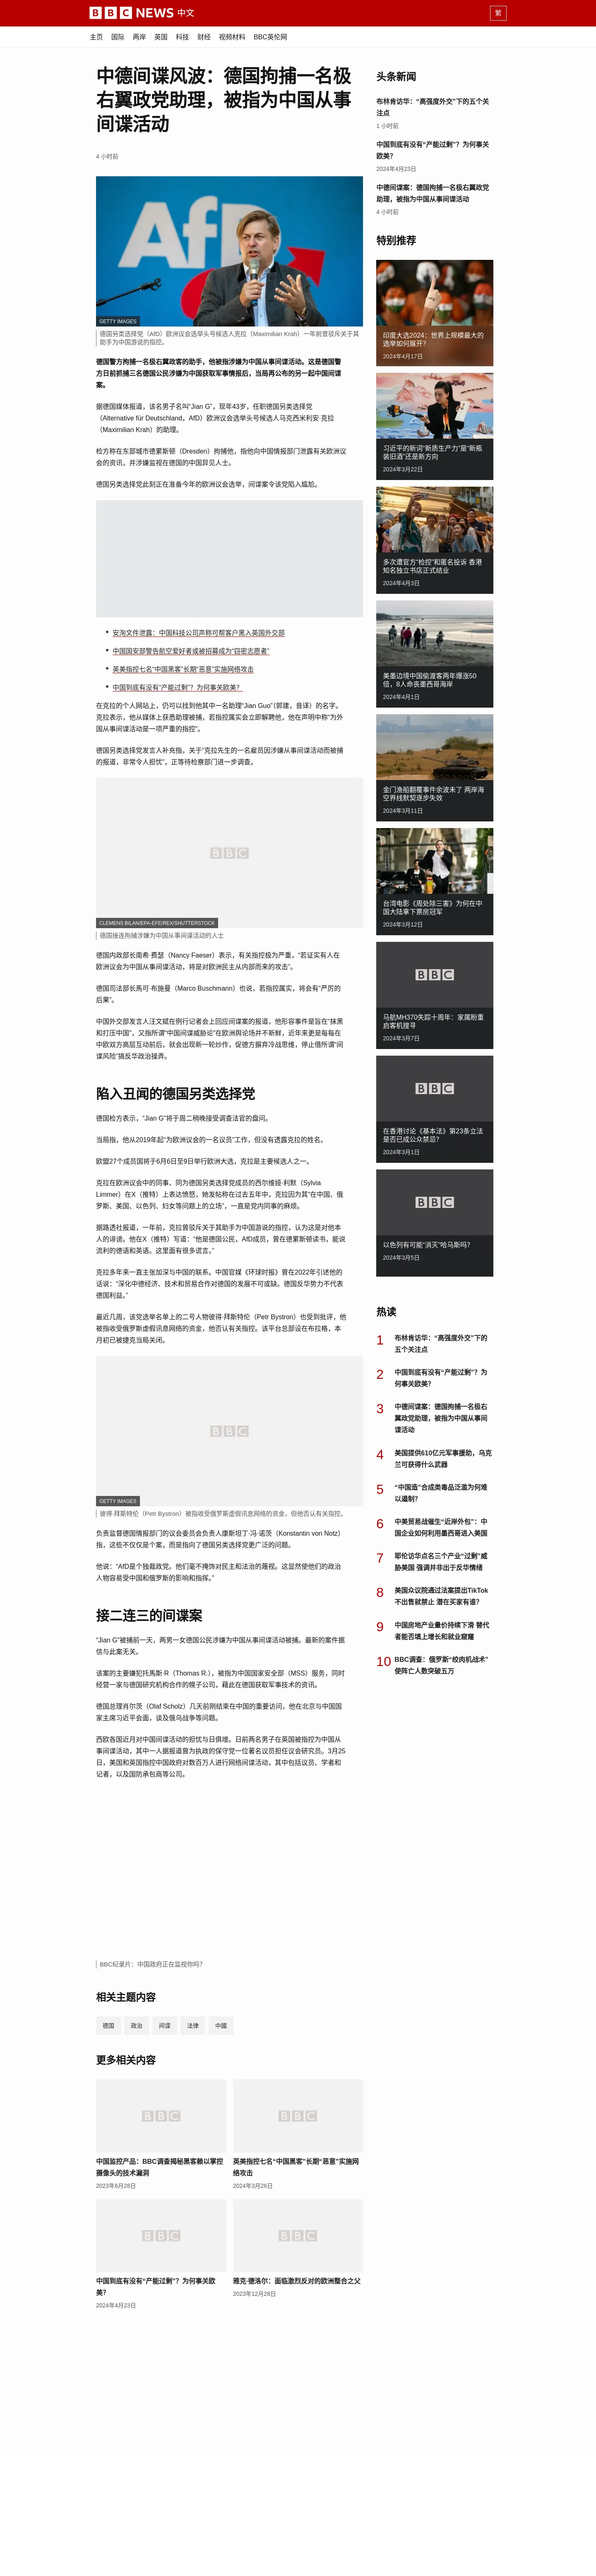 BBC NEWS 中文
繁
主页 国际 两岸 英国 科技 财经 视频材料 BBC英伦网
中德间谍风波：德国拘捕一名极
右翼政党助理，被指为中国从事
间谍活动
4 小时前
GETTY IMAGES
德国另类选择党（AfD）欧洲议会选举头号候选人克拉（Maximilian Krah）一年前曾驳斥关于其
助手为中国游说的指控。
德国警方拘捕一名极右翼政客的助手，他被指涉嫌为中国从事间谍活动。这是德国警
方日前抓捕三名德国公民涉嫌为中国获取军事情报后，当局再公布的另一起中国间谍
案。
据德国媒体报道，该名男子名叫“Jian G”，现年43岁，任职德国另类选择党
（Alternative für Deutschland，AfD）欧洲议会选举头号候选人马克西米利安·克拉
（Maximilian Krah）的助理。
检方称在东部城市德累斯顿（Dresden）拘捕他，指他向中国情报部门泄露有关欧洲议
会的资讯，并涉嫌监视在德国的中国异见人士。
德国另类选择党此刻正在准备今年的欧洲议会选举，间谍案令该党陷入尴尬。
安洵文件泄露：中国科技公司声称可帮客户黑入英国外交部
中国国安部警告航空爱好者或被招募成为“窃密志愿者”
英美指控七名“中国黑客”长期“恶意”实施网络攻击
中国到底有没有“产能过剩”？为何事关欧美？
在克拉的个人网站上，仍可以找到他其中一名助理“Jian Guo”（郭建，音译）的名字。
克拉表示，他从媒体上获悉助理被捕，若指控属实会立即解聘他，他在声明中称“为外
国从事间谍活动是一项严重的指控”。
德国另类选择党发言人补充指，关于“克拉先生的一名雇员因涉嫌从事间谍活动而被捕
的报道，非常令人担忧”，正等待检察部门进一步调查。
BBC
CLEMENS BILAN/EPA-EFE/REX/SHUTTERSTOCK
德国接连拘捕涉嫌为中国从事间谍活动的人士
德国内政部长南希·费瑟（Nancy Faeser）表示，有关指控极为严重，“若证实有人在
欧洲议会为中国从事间谍活动，将是对欧洲民主从内部而来的攻击”。
德国司法部长馬可·布施曼（Marco Buschmann）也说，若指控属实，将会有“严厉的
后果”。
中国外交部发言人汪文斌在例行记者会上回应间谍案的报道，他形容事件是旨在“抹黑
和打压中国”，又指所谓“中国间谍威胁论”在欧洲舆论场并不新鲜，近年来更是每每在
中欧双方高层互动前后，就会出现新一轮炒作，促德方摒弃冷战思维，停止借所谓“间
谍风险”搞反华政治操弄。
陷入丑闻的德国另类选择党
德国检方表示，“Jian G”将于周二稍晚接受调查法官的盘问。
当局指，他从2019年起“为欧洲议会的一名议员”工作，但没有透露克拉的姓名。
欧盟27个成员国将于6月6日至9日举行欧洲大选，克拉是主要候选人之一。
克拉在欧洲议会中的同事、同为德国另类选择党成员的西尔维娅·利默（Sylvia
Limmer）在X（推特）上表达愤怒，她发帖称在过去五年中，克拉因为其“在中国、俄
罗斯、美国、以色列、妇女等问题上的立场”，一直是党内同事的麻烦。
据路透社报道，一年前，克拉曾驳斥关于其助手为中国游说的指控，认为这是对他本
人的诽谤。他在X（推特）写道：“他是德国公民，AfD成员，曾在德累斯顿读书，能说
流利的德语和英语。这里面有很多谎言。”
克拉多年来一直主张加深与中国的联系。中国官媒《环球时报》曾在2022年引述他的
话说：“深化中德经济、技术和贸易合作对德国的发展不可或缺。德国反华势力不代表
德国利益。”
最近几周，该党选举名单上的二号人物彼得·拜斯特伦（Petr Bystron）也受到批评，他
被指收受俄罗斯虚假讯息网络的资金，他否认有关指控。该平台总部设在布拉格，本
月初已被捷克当局关闭。
BBC
GETTY IMAGES
彼得·拜斯特伦（Petr Bystron）被指收受俄罗斯虚假讯息网络的资金，但他否认有关指控。
负责监督德国情报部门的议会委员会负责人康斯坦丁·冯·诺茨（Konstantin von Notz）
指，这些不仅仅是个案，而是指向了德国另类选择党更广泛的问题。
他说：“AfD是个独裁政党。他们毫不掩饰对民主和法治的蔑视。这显然使他们的政治
人物容易受中国和俄罗斯的影响和指挥。”
接二连三的间谍案
“Jian G”被捕前一天，两男一女德国公民涉嫌为中国从事间谍活动被捕。最新的案件据
信与此案无关。
该案的主要嫌犯托馬斯·R（Thomas R.），被指为中国国家安全部（MSS）服务，同时
经营一家与德国研究机构合作的幌子公司，藉此在德国获取军事技术的资讯。
德国总理肖尔茨（Olaf Scholz）几天前刚结束在中国的重要访问，他在北京与中国国
家主席习近平会面，谈及俄乌战争等问题。
西欧各国近月对中国间谍活动的担忧与日俱增。日前两名男子在英国被指控为中国从
事间谍活动，其中一人据报道曾为执政的保守党一位著名议员担任议会研究员。3月25
日，美国和英国指控中国政府对数百万人进行网络间谍活动，其中包括议员、学者和
记者，以及国防承包商等公司。
BBC纪录片：中国政府正在监视你吗？
相关主题内容
德国 政治 间谍 法律 中國
更多相关内容
BBC
中国监控产品：BBC调查揭秘黑客赖以掌控
摄像头的技术漏洞
2023年6月28日
BBC
英美指控七名“中国黑客”长期“恶意”实施网
络攻击
2024年3月26日
BBC
中国到底有没有“产能过剩”？为何事关欧
美？
2024年4月23日
BBC
雅克·德洛尔：面临激烈反对的欧洲整合之父
2023年12月28日
头条新闻
布林肯访华：“高强度外交”下的五个关
注点
1 小时前
中国到底有没有“产能过剩”？为何事关
欧美？
2024年4月23日
中德间谍案：德国拘捕一名极右翼政党
助理，被指为中国从事间谍活动
4 小时前
特别推荐
印度大选2024：世界上规模最大的
选举如何展开？
2024年4月17日
习近平的新词“新质生产力”是“新瓶
装旧酒”还是新方向
2024年3月22日
多次遭官方“检控”和匿名投诉 香港
知名独立书店正式结业
2024年4月3日
美墨边境中国偷渡客两年爆涨50
倍，8人命丧墨西哥海岸
2024年4月1日
金门渔船翻覆事件余波未了 两岸海
空界线默契逐步失效
2024年3月11日
台湾电影《周处除三害》为何在中
国大陆拿下票房冠军
2024年3月12日
BBC
马航MH370失踪十周年：家属盼重
启客机搜寻
2024年3月7日
BBC
在香港讨论《基本法》第23条立法
是否已成公众禁忌？
2024年3月1日
BBC
以色列有可能“消灭”哈马斯吗？
2024年3月5日
热读
1 布林肯访华：“高强度外交”下的
五个关注点
2 中国到底有没有“产能过剩”？为
何事关欧美？
3 中德间谍案：德国拘捕一名极右
翼政党助理，被指为中国从事间
谍活动
4 美国提供610亿元军事援助，乌克
兰可获得什么武器
5 “中国造”合成类毒品泛滥为何难
以遏制？
6 中美贸易战催生“近岸外包”：中
国企业如何利用墨西哥进入美国
7 耶伦访华点名三个产业“过剩”威
胁美国 强调并非出于反华情绪
8 美国众议院通过法案提出TikTok
不出售就禁止 潜在买家有谁？
9 中国房地产业量价持续下滑 替代
者能否填上增长和就业窟窿
10 BBC调查：俄罗斯“绞肉机战术”
使阵亡人数突破五万